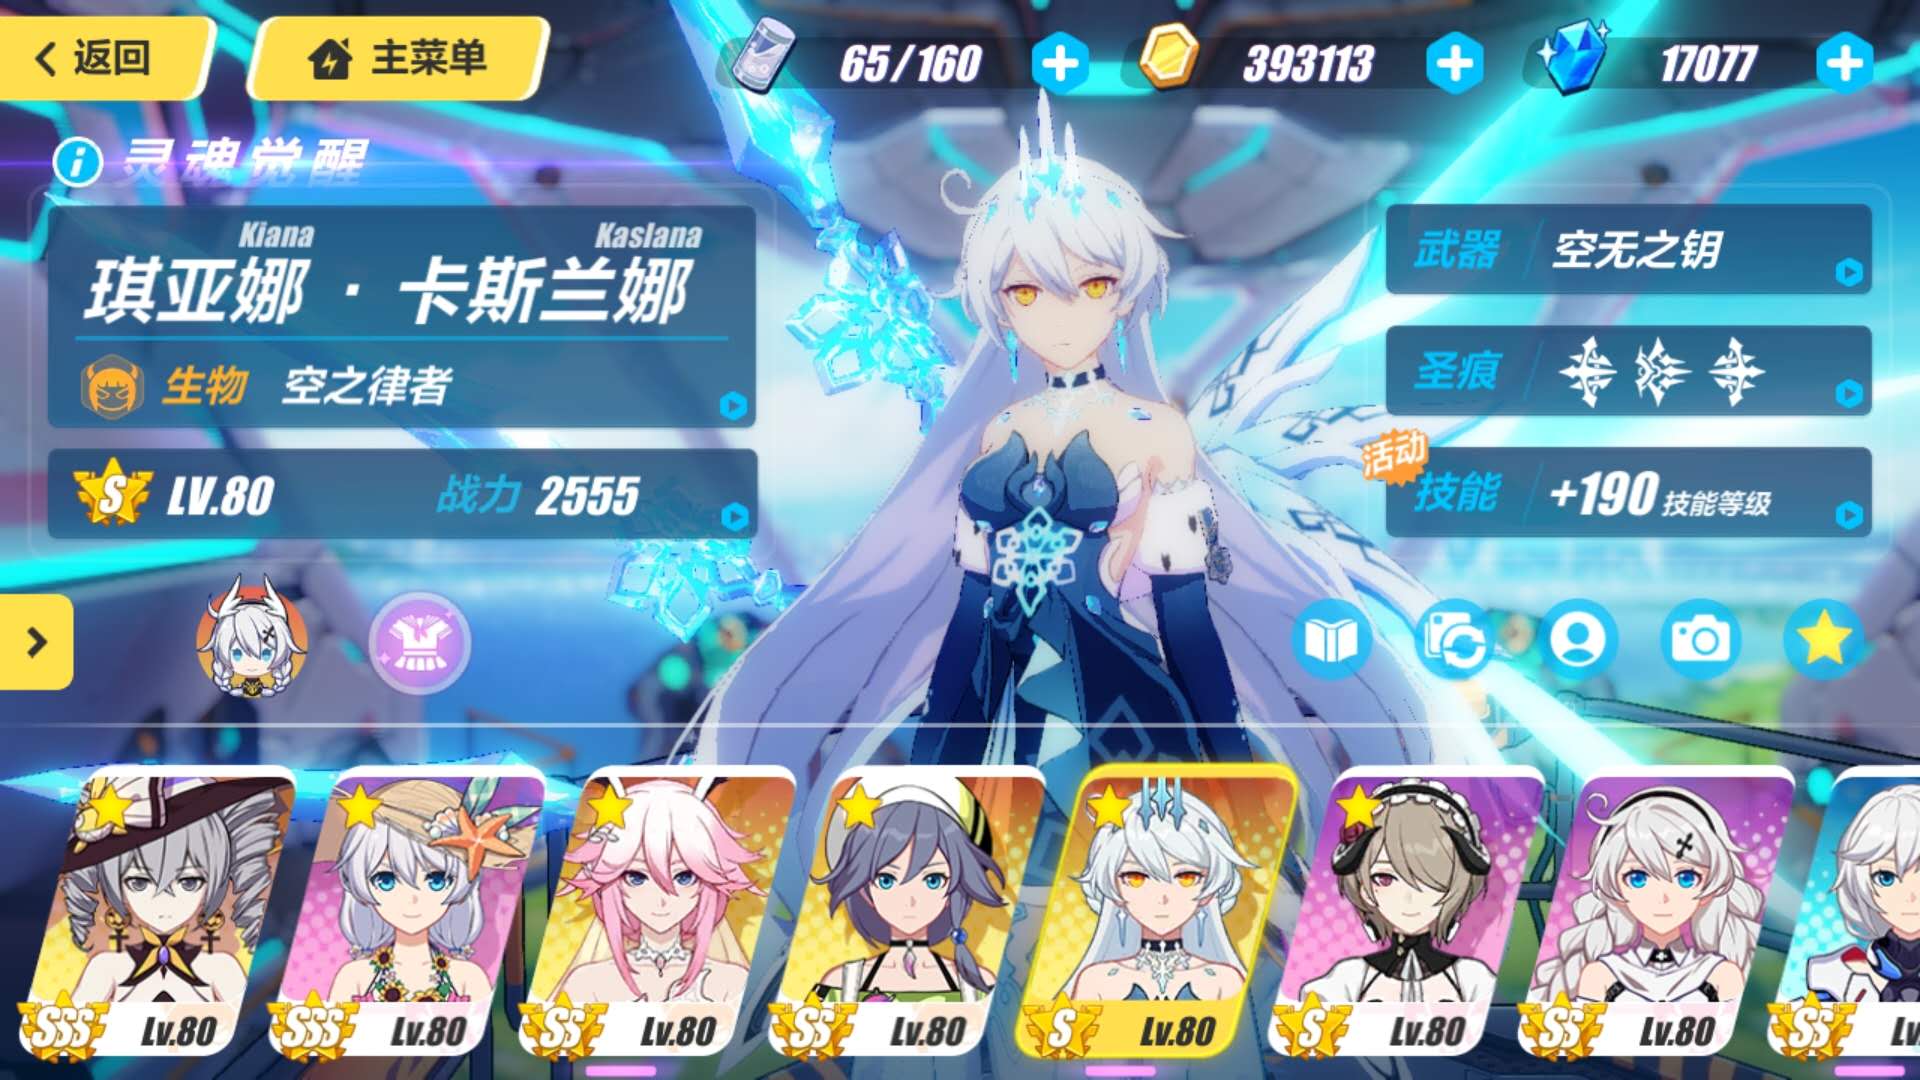 返回
主菜单
65/160
393113
17077
灵魂觉醒
Kiana Kaslana
琪亚娜·卡斯兰娜
生物 空之律者
S LV.80 战力 2555
武器 空无之钥
圣痕
活动
技能 +190 技能等级
SSS Lv.80
SSS Lv.80
SS Lv.80
SS Lv.80
S Lv.80
S Lv.80
SS Lv.80
SS Lv